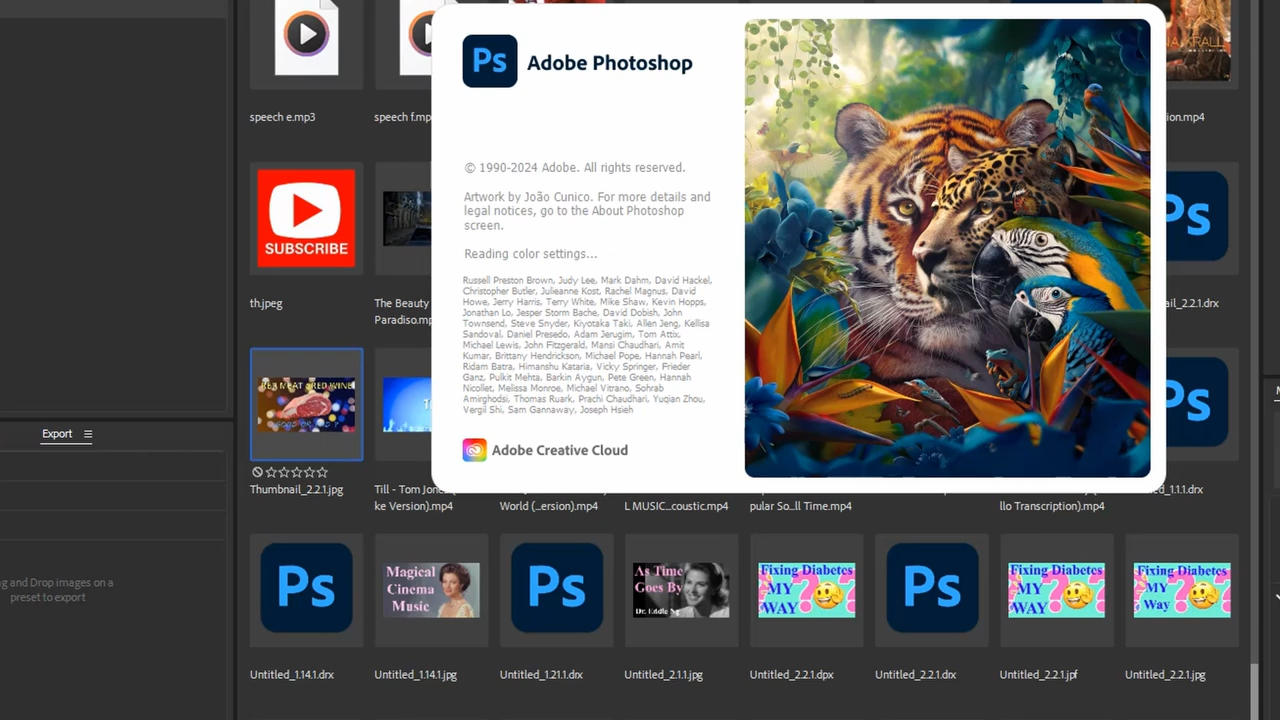 Ps
Adobe Photoshop
© 1990-2024 Adobe. All rights reserved.
Artwork by João Cunico. For more details and
legal notices, go to the About Photoshop
screen.
Reading color settings...
Russell Preston Brown, Judy Lee, Mark Dahm, David Hackel,
Christopher Butler, Julieanne Kost, Rachel Magnus, David
Howe, Jerry Harris, Terry White, Mike Shaw, Kevin Hopps,
Jonathan Lo, Jesper Storm Bache, David Dobish, John
Townsend, Steve Snyder, Kiyotaka Taki, Allen Jeng, Kellisa
Sandoval, Daniel Presedo, Adam Jerugim, Tom Attix,
Michael Lewis, John Fitzgerald, Mansi Chaudhari, Amit
Kumar, Brittany Hendrickson, Michael Pope, Hannah Pearl,
Ridam Batra, Himanshu Kataria, Vicky Springer, Frieder
Ganz, Pulkit Mehta, Barkin Aygun, Pete Green, Hannah
Nicollet, Melissa Monroe, Michael Vitrano, Sohrab
Amirghodsi, Thomas Ruark, Prachi Chaudhari, Yuqian Zhou,
Vergil Shi, Sam Gannaway, Joseph Hsieh
Adobe Creative Cloud
speech e.mp3
speech f.mp
ion.mp4
KRALL
SUBSCRIBE
Ps
th.jpeg
The Beauty
Paradiso.mp
il_2.2.1.drx
RED MEAT & RED WINE
Ps
Export
Thumbnail_2.2.1.jpg
Till - Tom Jon
ke Version).mp4
World (...ersion).mp4
L MUSIC...coustic.mp4
pular So...ll Time.mp4
llo Transcription).mp4
_1.1.1.drx
g and Drop images on a
preset to export
Ps
Magical
Cinema
Music
Ps
As Time
Goes By
Dr. Eddie Ng
Fixing Diabetes
MY
WAY
Ps
Fixing Diabetes
MY
WAY
Fixing Diabetes
MY
Way
Untitled_1.14.1.drx
Untitled_1.14.1.jpg
Untitled_1.21.1.drx
Untitled_2.1.1.jpg
Untitled_2.2.1.dpx
Untitled_2.2.1.drx
Untitled_2.2.1.jpf
Untitled_2.2.1.jpg